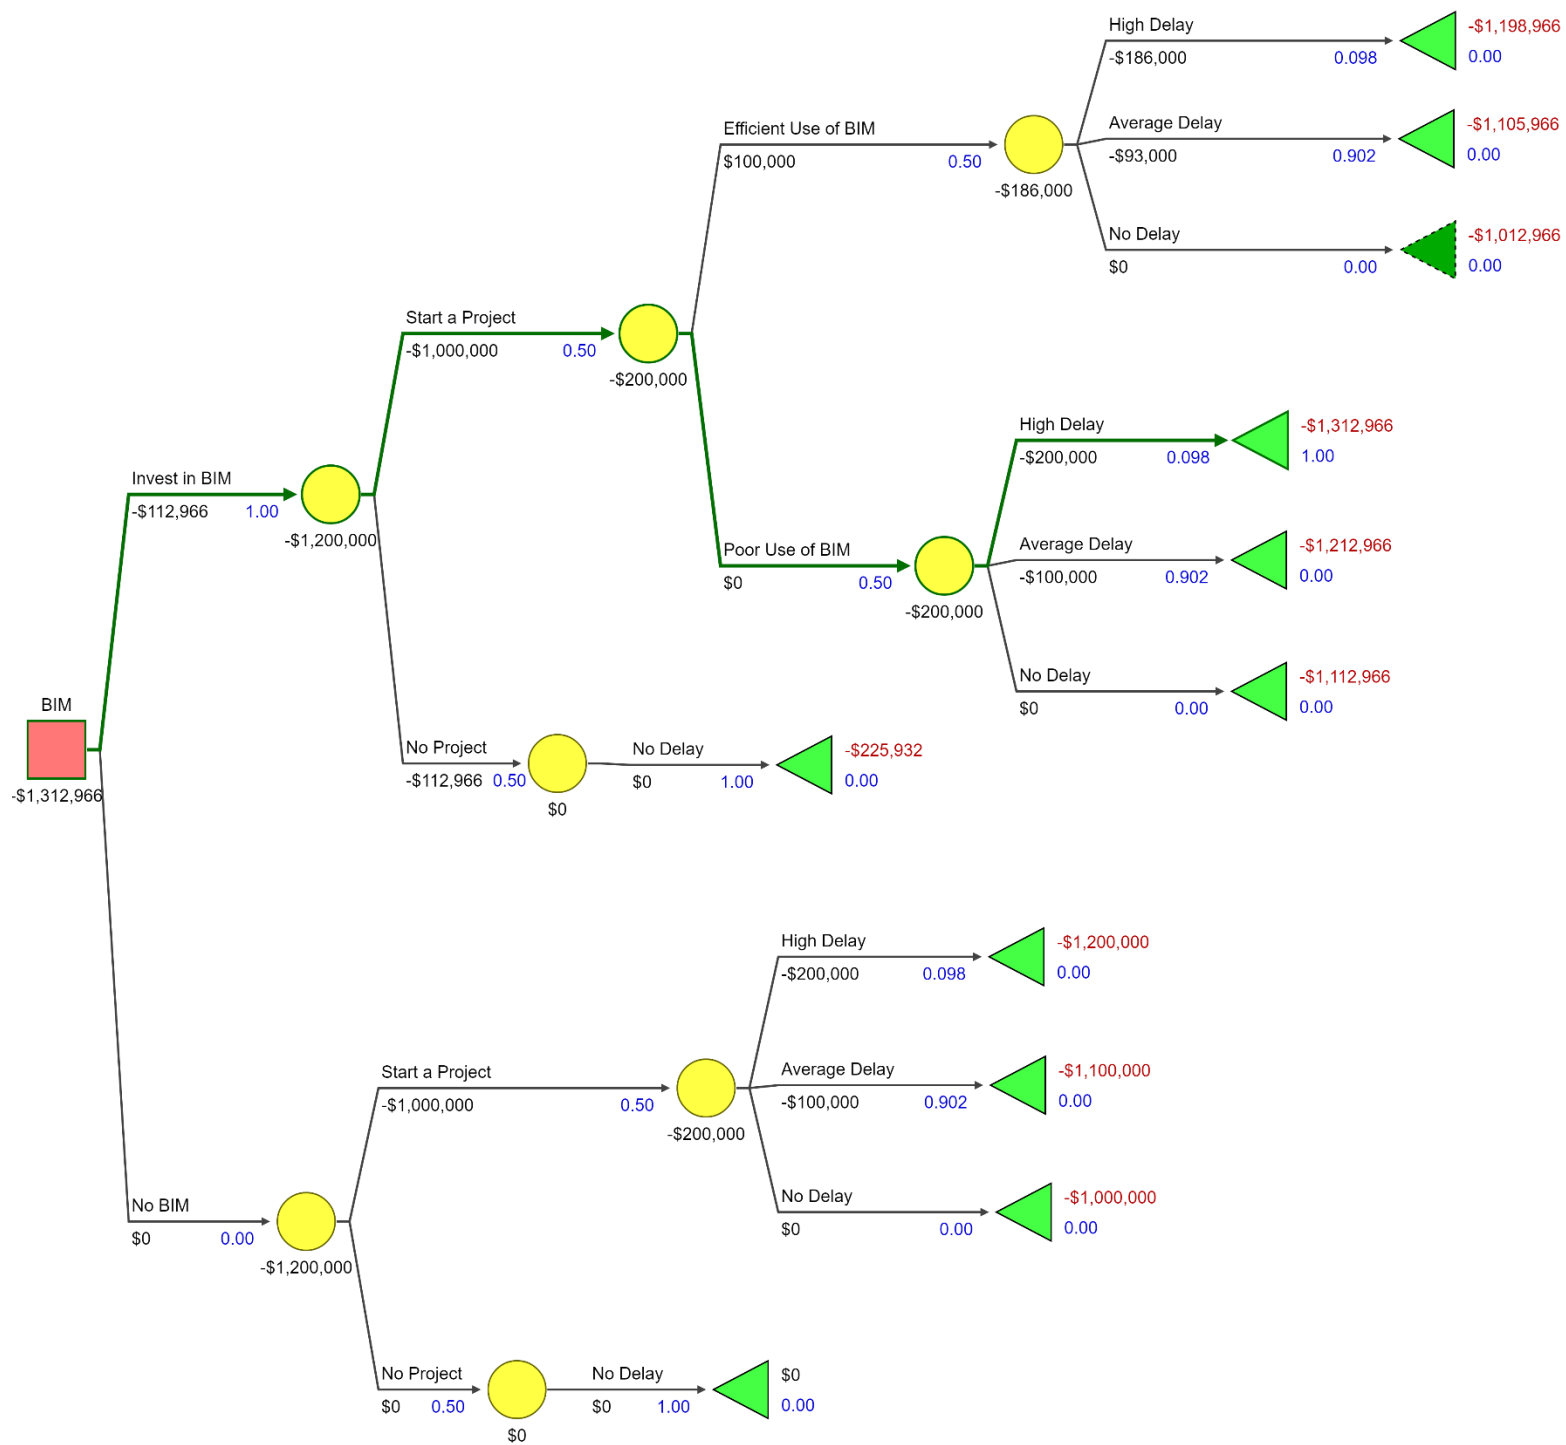 High Delay
-$186,000 0.098
-$1,198,966
0.00
Average Delay
-$93,000 0.902
-$1,105,966
0.00
No Delay
$0 0.00
-$1,012,966
0.00
Efficient Use of BIM
$100,000 0.50
-$186,000
Start a Project
-$1,000,000 0.50
-$200,000
High Delay
-$200,000 0.098
-$1,312,966
1.00
Invest in BIM
-$112,966 1.00
-$1,200,000
Poor Use of BIM
$0 0.50
-$200,000
Average Delay
-$100,000 0.902
-$1,212,966
0.00
No Delay
$0 0.00
-$1,112,966
0.00
BIM
-$1,312,966
No Project
-$112,966 0.50
$0
No Delay
$0 1.00
-$225,932
0.00
High Delay
-$200,000 0.098
-$1,200,000
0.00
Start a Project
-$1,000,000 0.50
-$200,000
Average Delay
-$100,000 0.902
-$1,100,000
0.00
No Delay
$0 0.00
-$1,000,000
0.00
No BIM
$0 0.00
-$1,200,000
No Project
$0 0.50
$0
No Delay
$0 1.00
$0
0.00